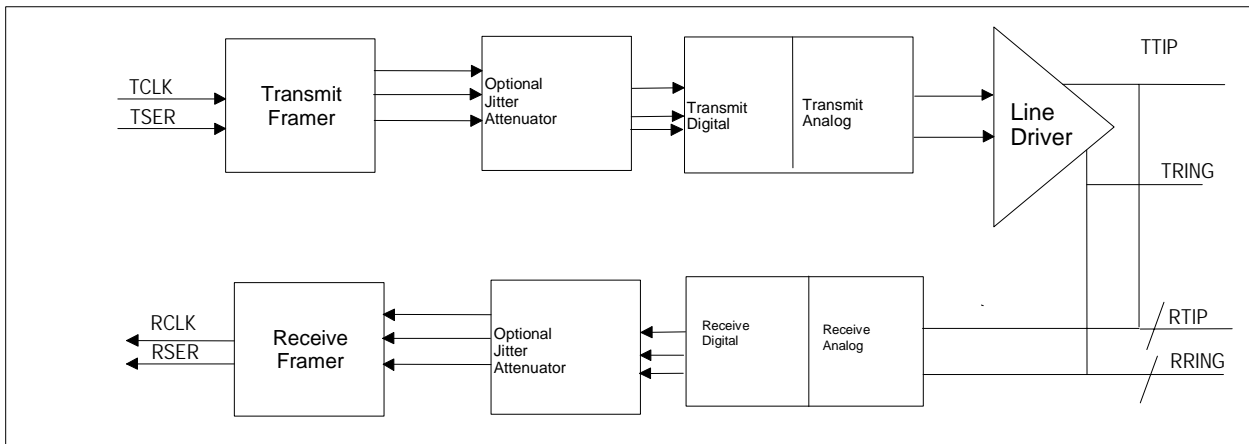 TCLK
TSER
Transmit
Framer
Optional
Jitter
Attenuator
Transmit
Digital
Transmit
Analog
Line
Driver
TTIP
TRING
RCLK
RSER
Receive
Framer
Optional
Jitter
Attenuator
Receive
Digital
Receive
Analog
RTIP
RRING